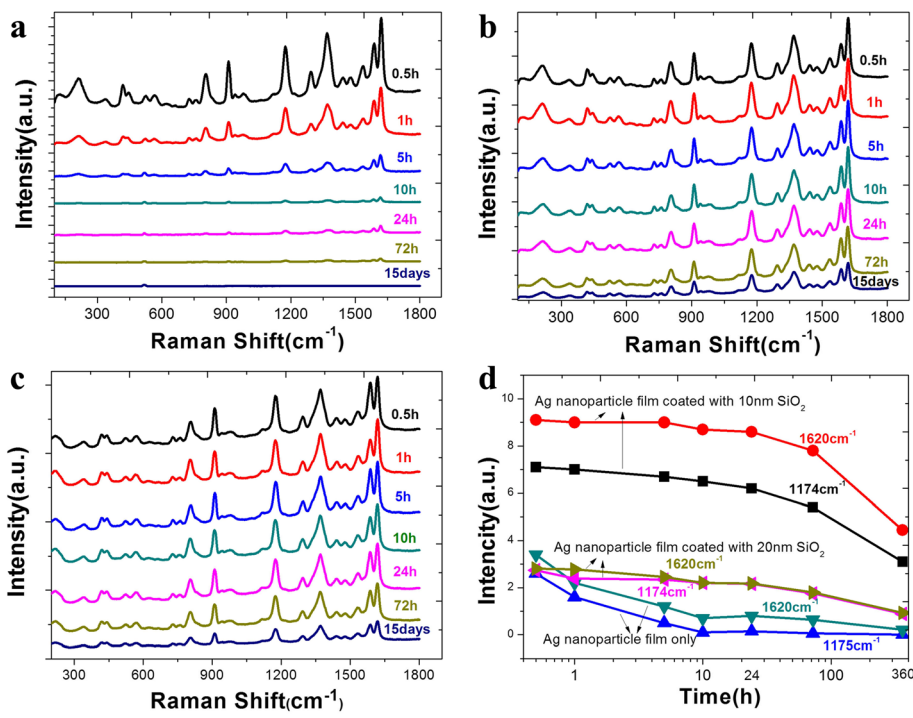 a
Intensity(a.u.)
0.5h
1h
5h
10h
24h
72h
15days
300 600 900 1200 1500 1800
Raman Shift(cm⁻¹)
b
Intensity(a.u.)
0.5h
1h
5h
10h
24h
72h
15days
300 600 900 1200 1500 1800
Raman Shift(cm⁻¹)
c
Intensity(a.u.)
0.5h
1h
5h
10h
24h
72h
15days
300 600 900 1200 1500 1800
Raman Shift(cm⁻¹)
d
Intencity(a.u.)
10
8
6
4
2
0
Ag nanoparticle film coated with 10nm SiO₂
1620cm⁻¹
1174cm⁻¹
Ag nanoparticle film coated with 20nm SiO₂
1620cm⁻¹
1174cm⁻¹
1620cm⁻¹
Ag nanoparticle film only
1175cm⁻¹
1 10 24 100 360
Time(h)